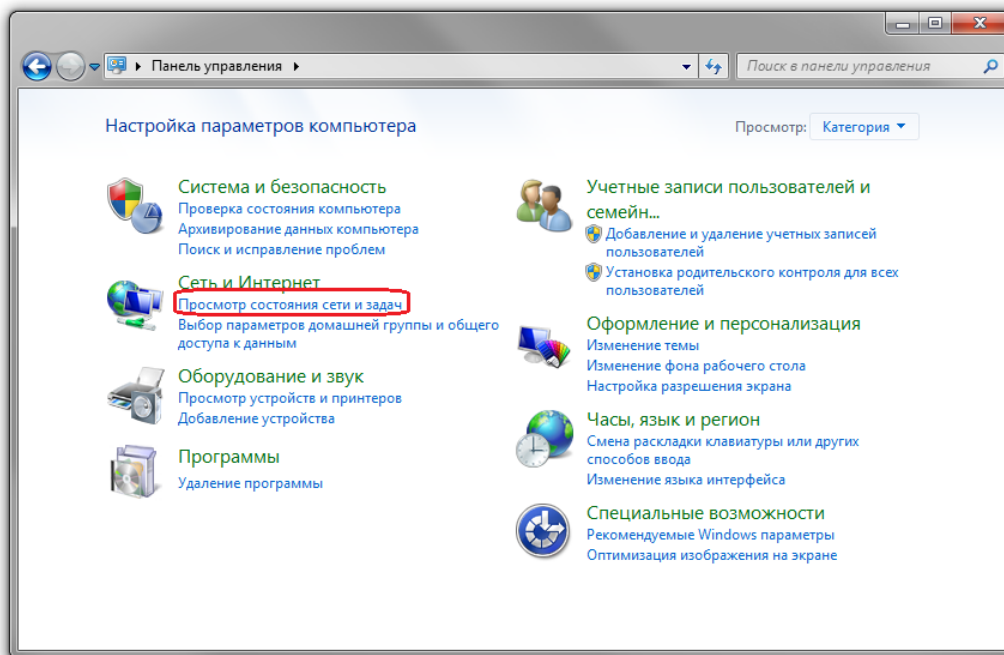 Панель управления
Поиск в панели управления
Настройка параметров компьютера
Просмотр: Категория
Система и безопасность
Проверка состояния компьютера
Архивирование данных компьютера
Поиск и исправление проблем
Сеть и Интернет
Просмотр состояния сети и задач
Выбор параметров домашней группы и общего
доступа к данным
Оборудование и звук
Просмотр устройств и принтеров
Добавление устройства
Программы
Удаление программы
Учетные записи пользователей и
семейн...
Добавление и удаление учетных записей
пользователей
Установка родительского контроля для всех
пользователей
Оформление и персонализация
Изменение темы
Изменение фона рабочего стола
Настройка разрешения экрана
Часы, язык и регион
Смена раскладки клавиатуры или других
способов ввода
Изменение языка интерфейса
Специальные возможности
Рекомендуемые Windows параметры
Оптимизация изображения на экране